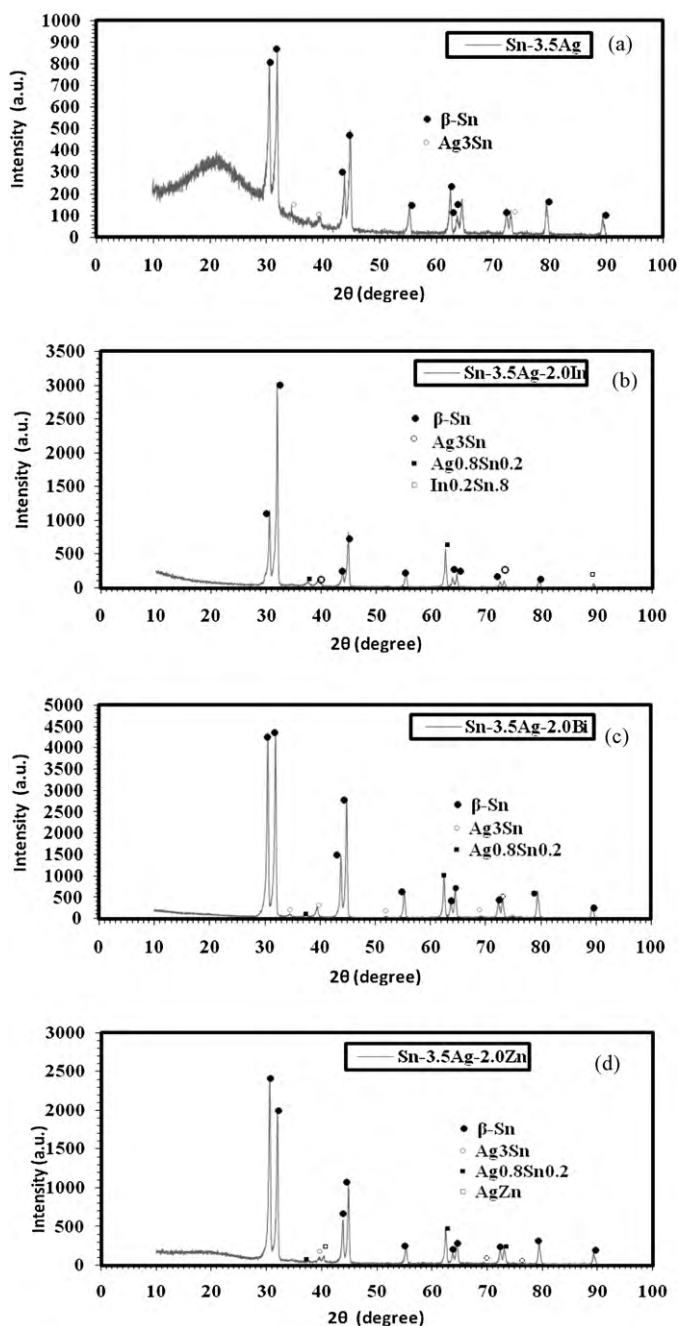 1000
900
800
700
600
500
400
300
200
100
0
Intensity (a.u.)
Sn-3.5Ag
(a)
β-Sn
Ag3Sn
0 10 20 30 40 50 60 70 80 90 100
2θ (degree)
3500
3000
2500
2000
1500
1000
500
0
Intensity (a.u.)
Sn-3.5Ag-2.0In
(b)
β-Sn
Ag3Sn
Ag0.8Sn0.2
In0.2Sn.8
0 10 20 30 40 50 60 70 80 90 100
2θ (degree)
5000
4500
4000
3500
3000
2500
2000
1500
1000
500
0
Intensity (a.u.)
Sn-3.5Ag-2.0Bi
(c)
β-Sn
Ag3Sn
Ag0.8Sn0.2
0 10 20 30 40 50 60 70 80 90 100
2θ (degree)
3000
2500
2000
1500
1000
500
0
Intensity (a.u.)
Sn-3.5Ag-2.0Zn
(d)
β-Sn
Ag3Sn
Ag0.8Sn0.2
AgZn
0 10 20 30 40 50 60 70 80 90 100
2θ (degree)